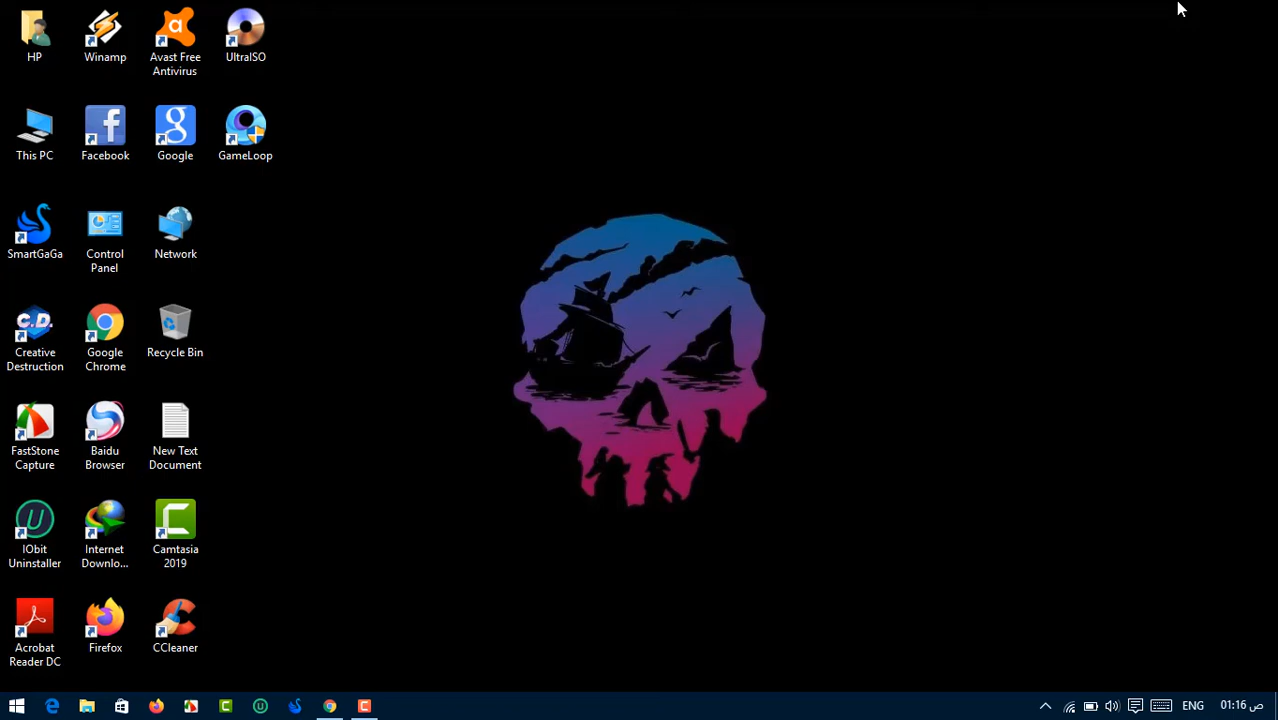 HP
Winamp
Avast Free
Antivirus
UltraISO
This PC
Facebook
Google
GameLoop
SmartGaGa
Control
Panel
Network
Creative
Destruction
Google
Chrome
Recycle Bin
FastStone
Capture
Baidu
Browser
New Text
Document
IObit
Uninstaller
Internet
Downlo...
Camtasia
2019
Acrobat
Reader DC
Firefox
CCleaner
ENG
01:16 ص